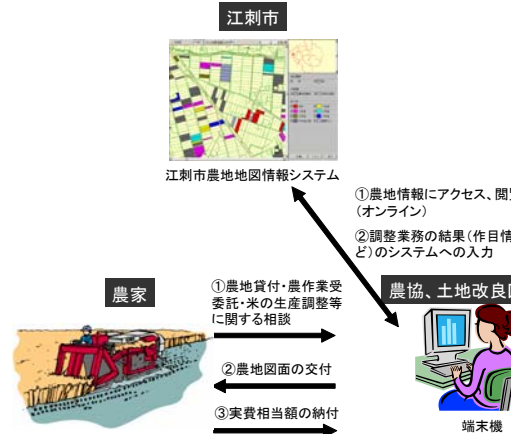 江刺市
江刺市農地地図情報システム
①農地情報にアクセス、閲覧
(オンライン)
②調整業務の結果(作目情
ど)のシステムへの入力
農家
①農地貸付・農作業受
委託・米の生産調整等
に関する相談
農協、土地改良区
②農地図面の交付
③実費相当額の納付
端末機